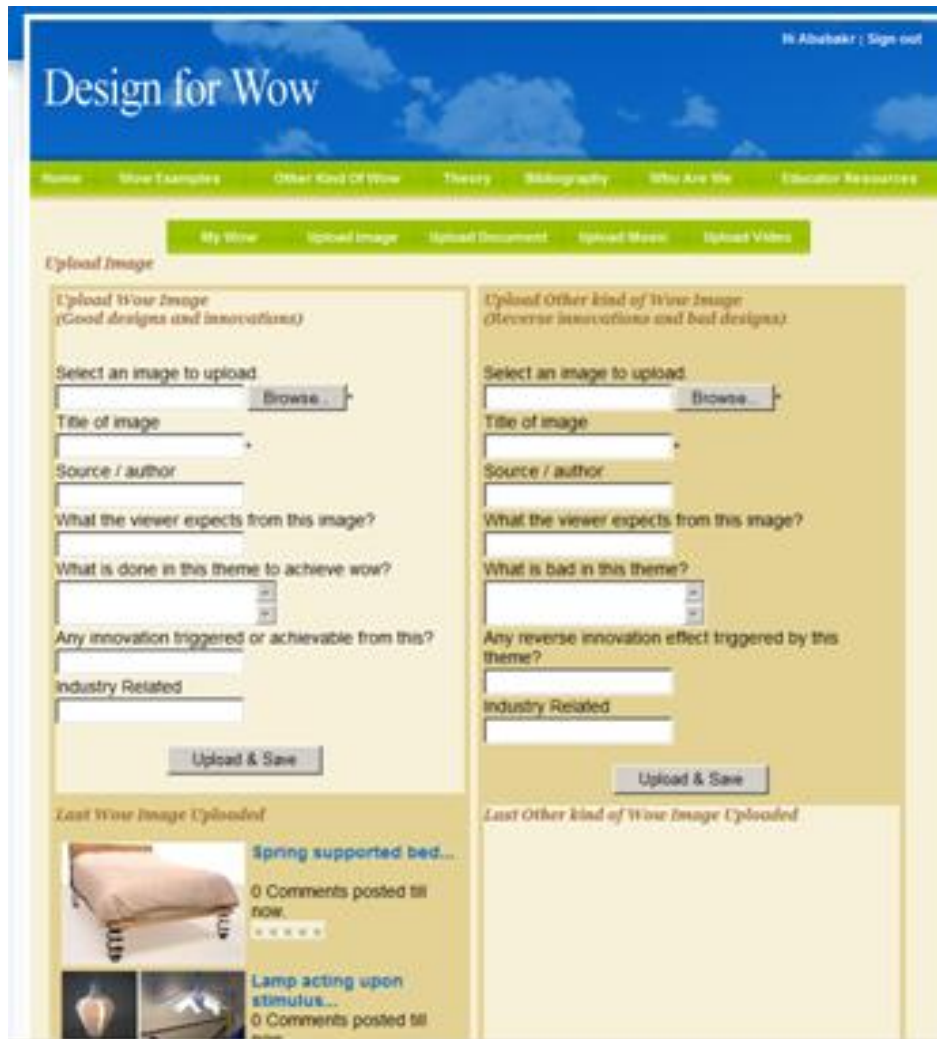 Hi Abubakr | Sign out
Design for Wow
Home Wow Examples Other Kind Of Wow Theory Bibliography Who Are We Educator Resources
My Wow Upload Image Upload Document Upload Music Upload Video
Upload Image
Upload Wow Image
(Good designs and innovations)
Select an image to upload.
Browse... *
Title of image
*
Source / author
What the viewer expects from this image?
What is done in this theme to achieve wow?
Any innovation triggered or achievable from this?
Industry Related
Upload & Save
Upload Other kind of Wow Image
(Reverse innovations and bad designs)
Select an image to upload.
Browse... *
Title of image
*
Source / author
What the viewer expects from this image?
What is bad in this theme?
Any reverse innovation effect triggered by this
theme?
Industry Related
Upload & Save
Last Wow Image Uploaded
Spring supported bed...
0 Comments posted till
now.
Lamp acting upon
stimulus...
0 Comments posted till
Last Other kind of Wow Image Uploaded